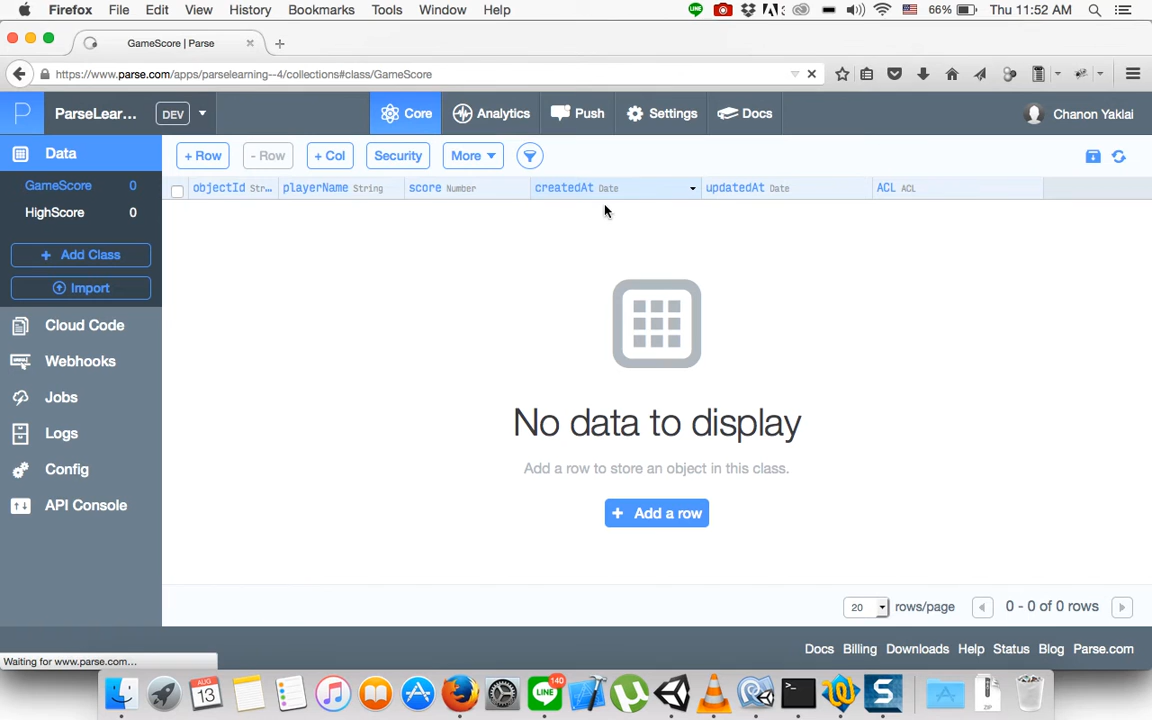 Firefox File Edit View History Bookmarks Tools Window Help 66% Thu 11:52 AM
GameScore | Parse
https://www.parse.com/apps/parselearning--4/collections#class/GameScore
P ParseLear... DEV Core Analytics Push Settings Docs Chanon Yaklai
Data + Row - Row + Col Security More
GameScore 0
objectId Str... playerName String score Number createdAt Date updatedAt Date ACL ACL
HighScore 0
+ Add Class
Import
Cloud Code
Webhooks
Jobs
Logs
Config
API Console
No data to display
Add a row to store an object in this class.
+ Add a row
20 rows/page 0 - 0 of 0 rows
Docs Billing Downloads Help Status Blog Parse.com
Waiting for www.parse.com...
AUG
13
LINE
140
ZIP